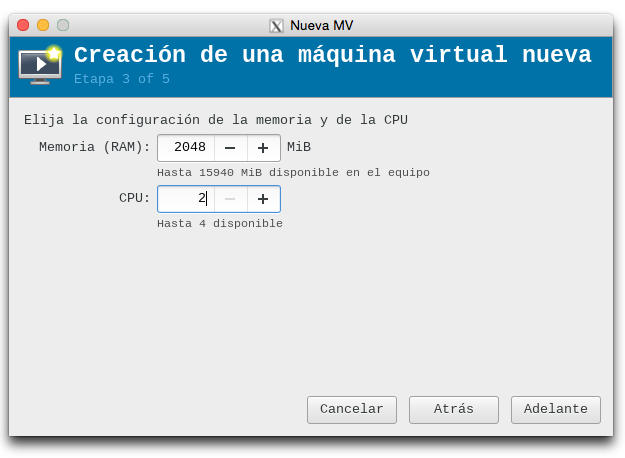 Nueva MV
Creación de una máquina virtual nueva
Etapa 3 of 5
Elija la configuración de la memoria y de la CPU
Memoria (RAM): 2048 − + MiB
Hasta 15940 MiB disponible en el equipo
CPU: 2 − +
Hasta 4 disponible
Cancelar Atrás Adelante